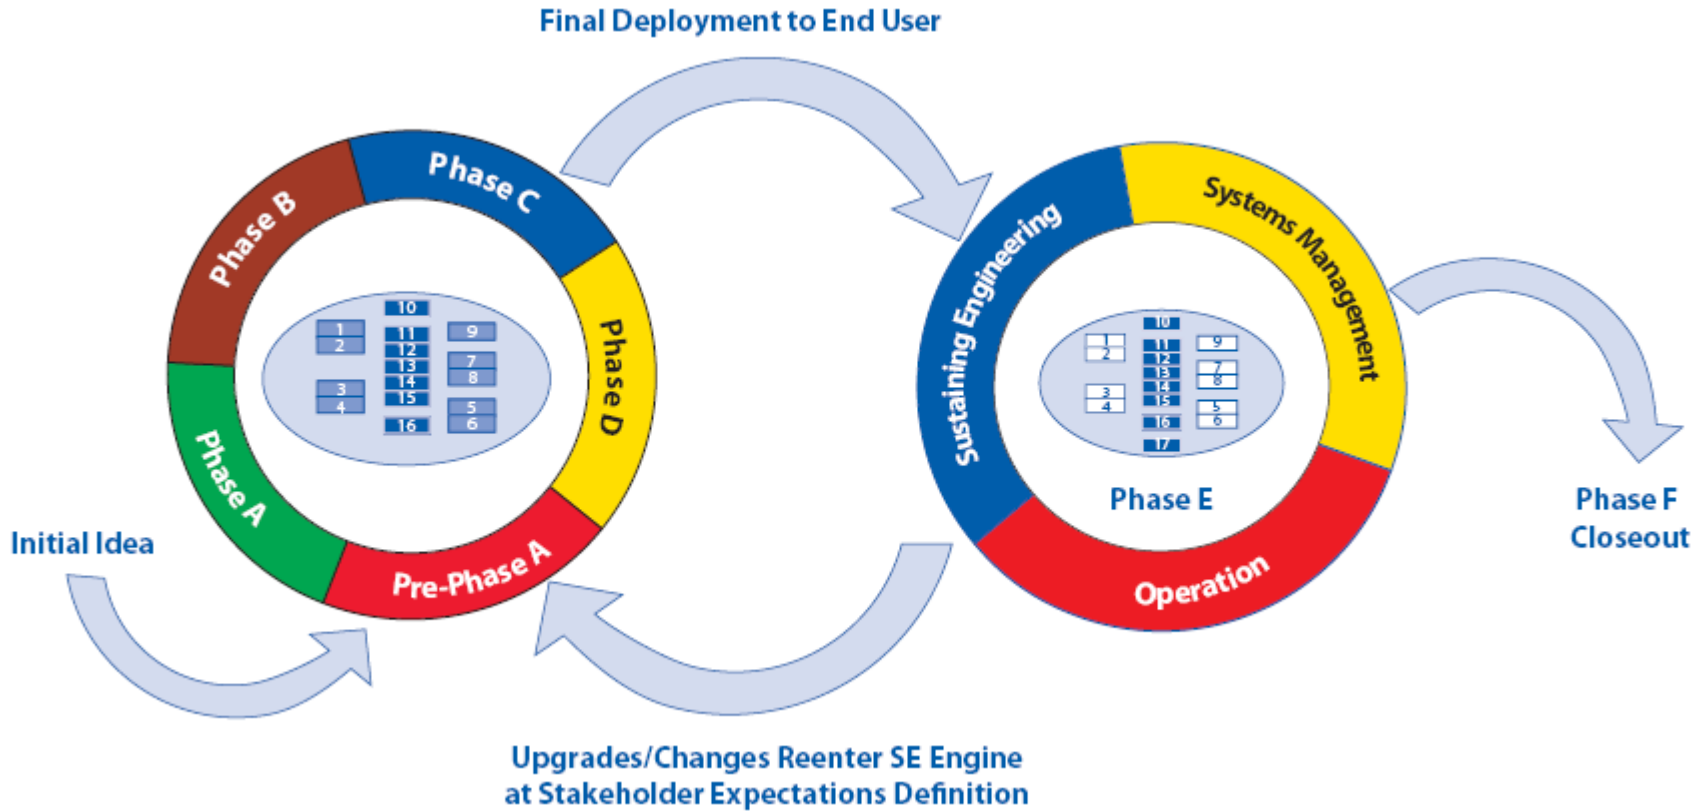 Final Deployment to End User
Phase C
Phase B
Phase D
Phase A
Pre-Phase A
10
1
2
11
12
13
14
15
9
7
8
3
4
5
6
16
Initial Idea
Systems Management
Sustaining Engineering
Operation
10
1
2
11
12
13
14
15
9
7
8
3
4
5
6
16
17
Phase E
Phase F
Closeout
Upgrades/Changes Reenter SE Engine
at Stakeholder Expectations Definition